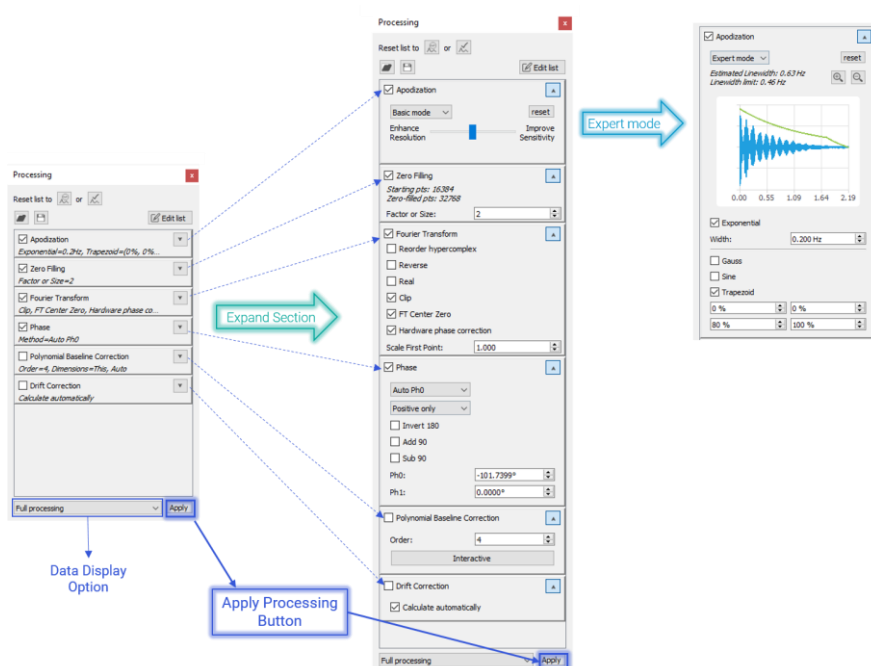 Processing
x
Reset list to
or
Edit list
Apodization
Exponential=0.2Hz, Trapezoid=(0%, 0%...
Zero Filling
Factor or Size=2
Fourier Transform
Clip, FT Center Zero, Hardware phase co...
Phase
Method=Auto Ph0
Polynomial Baseline Correction
Order=4, Dimensions=This, Auto
Drift Correction
Calculate automatically
Full processing
Apply
Data Display
Option
Apply Processing
Button
Expand Section
Processing
x
Reset list to
or
Edit list
Apodization
Basic mode
reset
Enhance
Resolution
Improve
Sensitivity
Zero Filling
Starting pts: 16384
Zero-filled pts: 32768
Factor or Size:
2
Fourier Transform
Reorder hypercomplex
Reverse
Real
Clip
FT Center Zero
Hardware phase correction
Scale First Point:
1.000
Phase
Auto Ph0
Positive only
Invert 180
Add 90
Sub 90
Ph0:
-101.7399°
Ph1:
0.0000°
Polynomial Baseline Correction
Order:
4
Interactive
Drift Correction
Calculate automatically
Full processing
Apply
Expert mode
Apodization
Expert mode
reset
Estimated Linewidth: 0.63 Hz
Linewidth limit: 0.46 Hz
0.00 0.55 1.09 1.64 2.19
Exponential
Width:
0.200 Hz
Gauss
Sine
Trapezoid
0 %
0 %
80 %
100 %